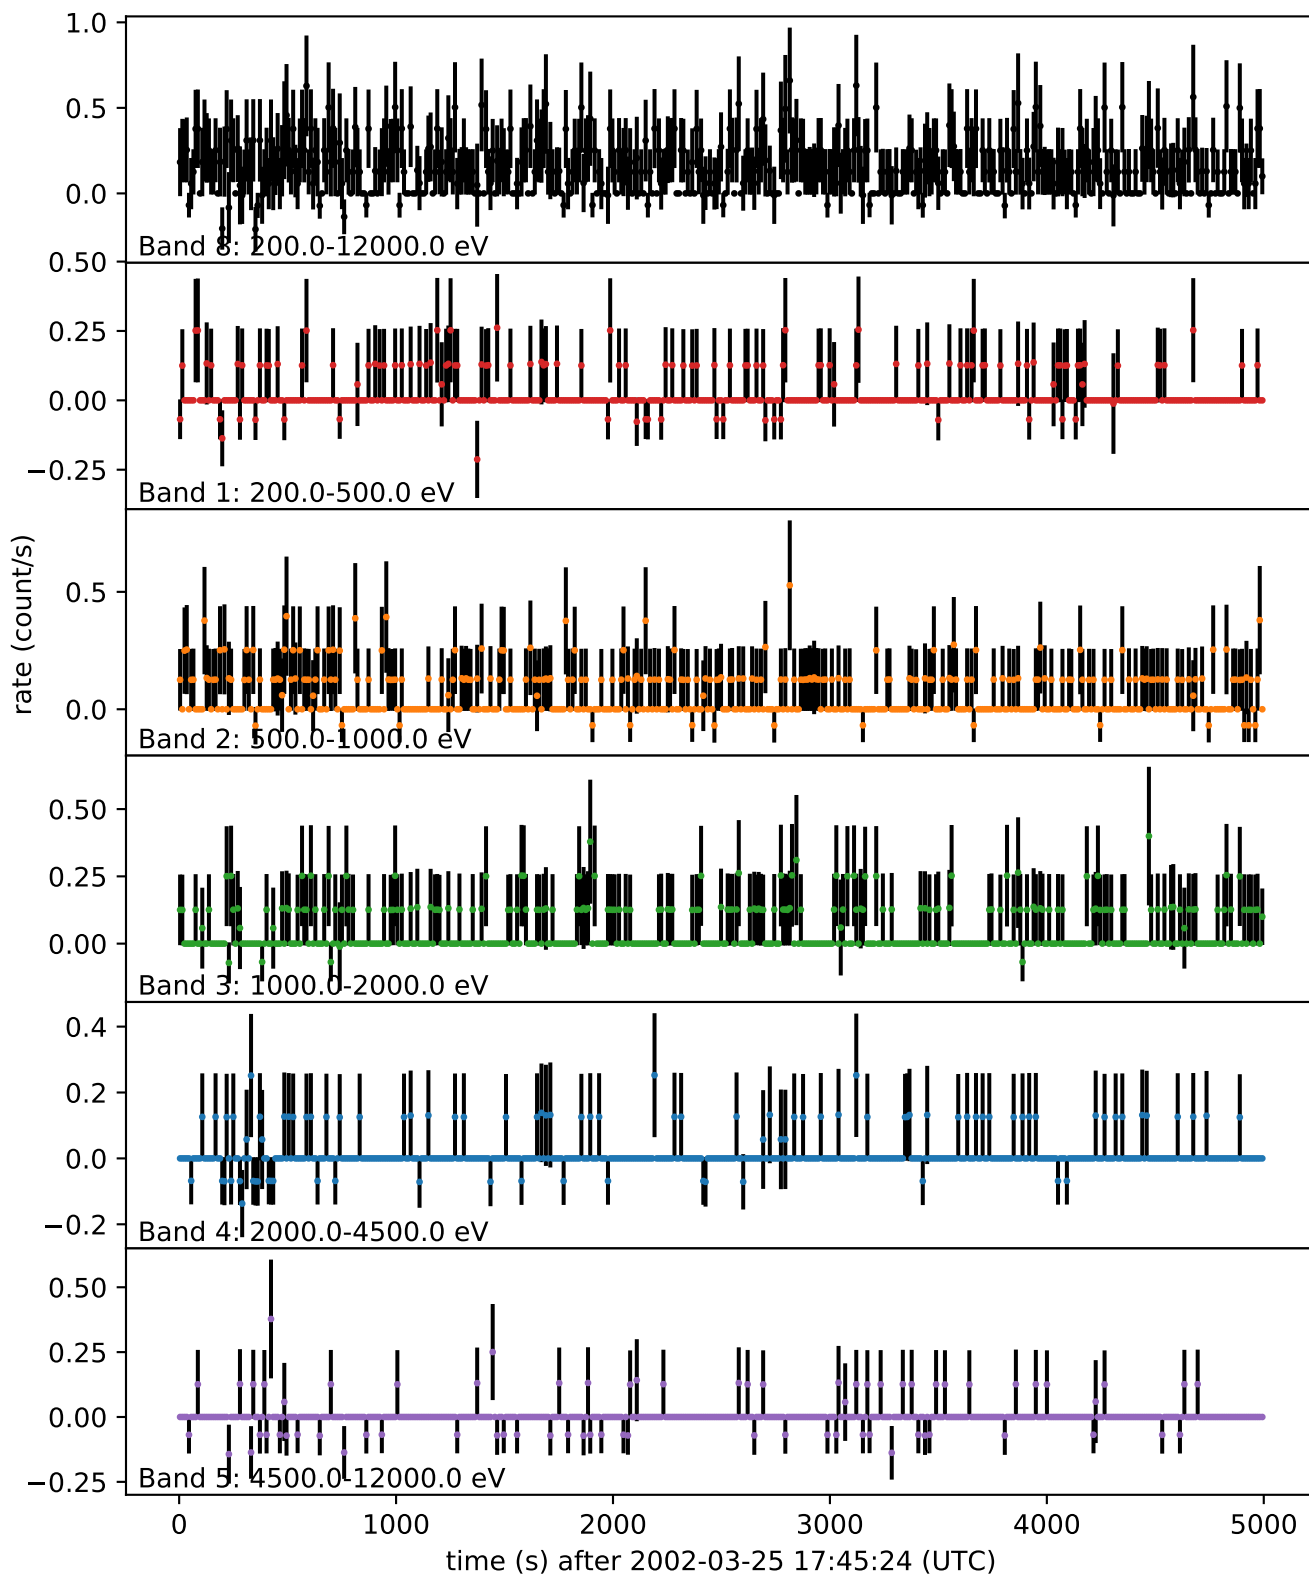 1.0
0.5
0.0
Band 8: 200.0-12000.0 eV
0.50
0.25
0.00
−0.25
Band 1: 200.0-500.0 eV
0.5
0.0
Band 2: 500.0-1000.0 eV
rate (count/s)
0.50
0.25
0.00
Band 3: 1000.0-2000.0 eV
0.4
0.2
0.0
−0.2
Band 4: 2000.0-4500.0 eV
0.50
0.25
0.00
−0.25
Band 5: 4500.0-12000.0 eV
0 1000 2000 3000 4000 5000
time (s) after 2002-03-25 17:45:24 (UTC)